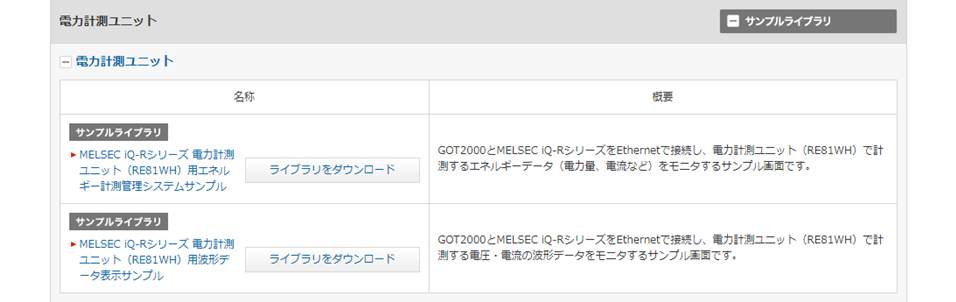 電力計測ユニット
サンプルライブラリ
電力計測ユニット
名称
概要
サンプルライブラリ
MELSEC iQ-Rシリーズ 電力計測
ユニット（RE81WH）用エネル
ギー計測管理システムサンプル
ライブラリをダウンロード
GOT2000とMELSEC iQ-RシリーズをEthernetで接続し、電力計測ユニット（RE81WH）で計
測するエネルギーデータ（電力量、電流など）をモニタするサンプル画面です。
サンプルライブラリ
MELSEC iQ-Rシリーズ 電力計測
ユニット（RE81WH）用波形デ
ータ表示サンプル
ライブラリをダウンロード
GOT2000とMELSEC iQ-RシリーズをEthernetで接続し、電力計測ユニット（RE81WH）で計
測する電圧・電流の波形データをモニタするサンプル画面です。